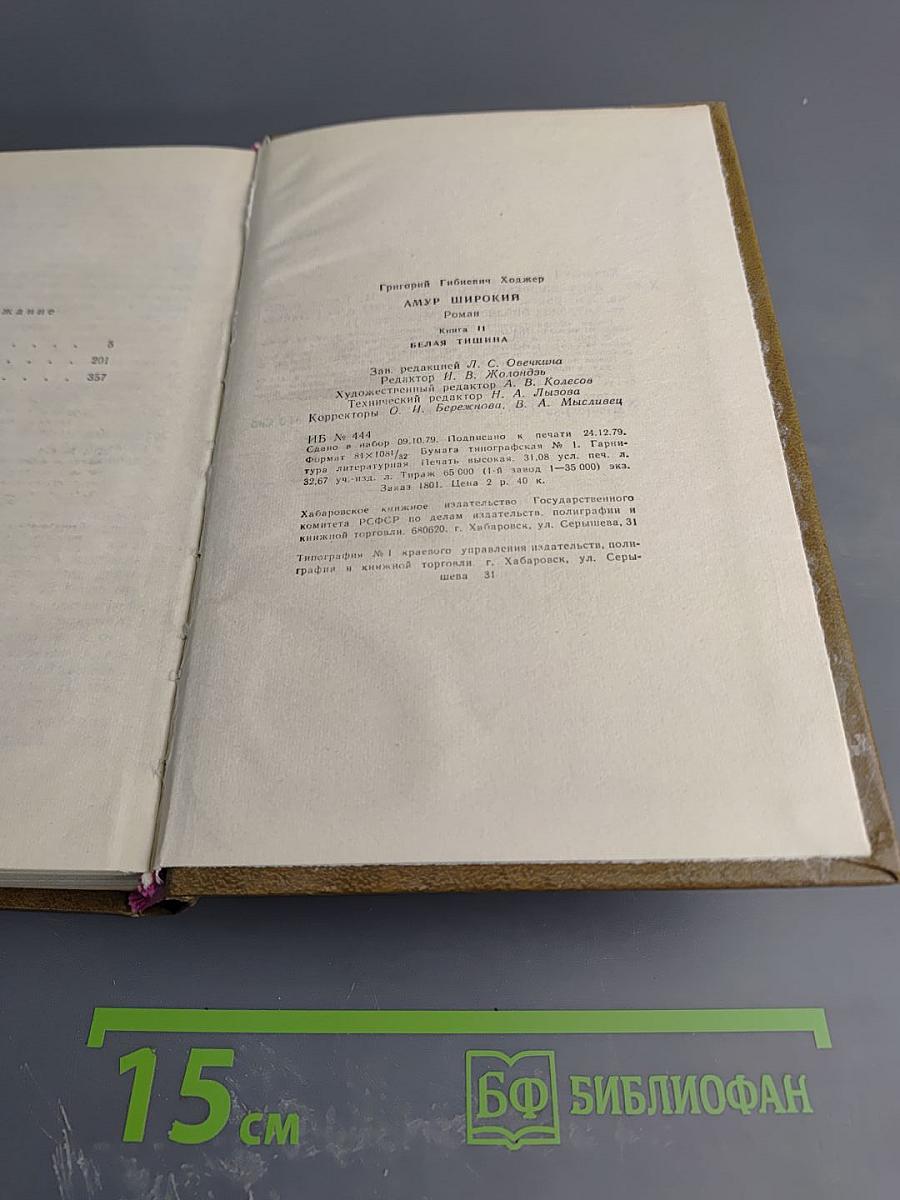 жание
. . . . . 3
. . . . 201
. . . . . 357
Григорий Гибиевич Ходжер
АМУР ШИРОКИЙ
Роман
Книга II
БЕЛАЯ ТИШИНА
Зав. редакцией Л. С. Овечкина
Редактор И. В. Жолондзь
Художественный редактор А. В. Колесов
Технический редактор Н. А. Лызова
Корректоры О. И. Бережнова, В. А. Мысливец
ИБ № 444
Сдано в набор 09.10.79. Подписано к печати 24.12.79.
Формат 84×108 1/32. Бумага типографская № 1. Гарни-
тура литературная. Печать высокая. 31,08 усл. печ. л.
32,67 уч.-изд. л. Тираж 65 000 (1-й завод 1—35 000) экз.
Заказ 1801. Цена 2 р. 40 к.
Хабаровское книжное издательство Государственного
комитета РСФСР по делам издательств, полиграфии и
книжной торговли. 680620, г. Хабаровск, ул. Серышева, 31
Типография № 1 краевого управления издательств, поли-
графии и книжной торговли. г. Хабаровск, ул. Серы-
шева 31
15 см
БФ БИБЛИОФАН